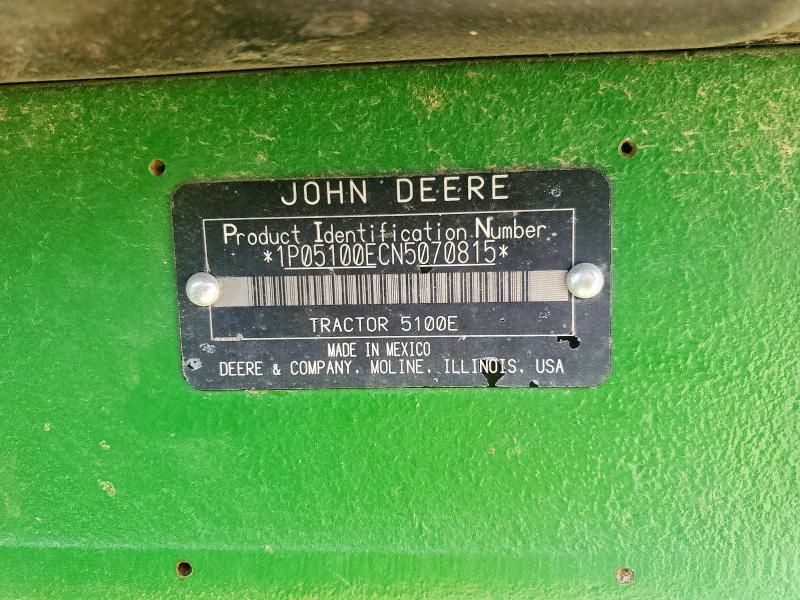 JOHN DEERE
Product Identification Number
*1P05100ECN5070815*
TRACTOR 5100E
MADE IN MEXICO
DEERE & COMPANY. MOLINE. ILLINOIS. USA